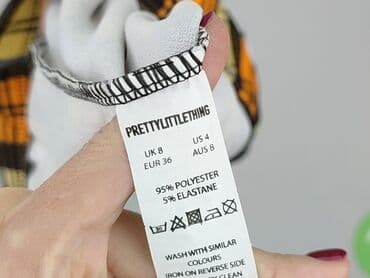 PRETTYLITTLETHING
UK 8 US 4
EUR 36 AUS 8
95% POLYESTER
5% ELASTANE
WASH WITH SIMILAR
COLOURS
IRON ON REVERSE SIDE
CLEAN